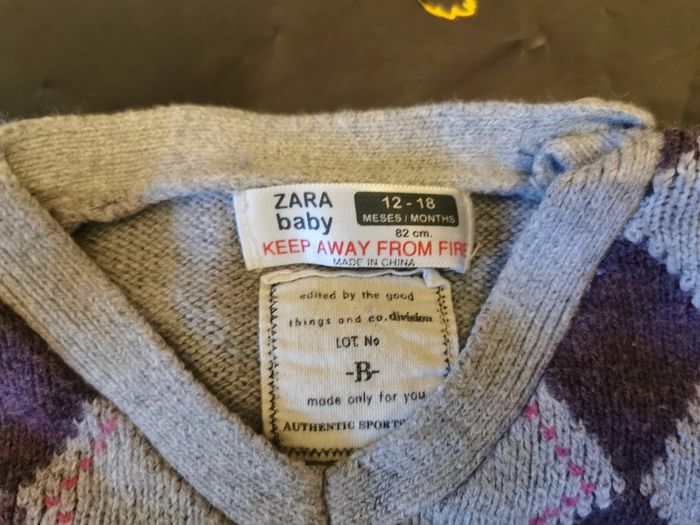 ZARA
baby
12 - 18
MESES / MONTHS
82 cm.
KEEP AWAY FROM FIRE
MADE IN CHINA
edited by the good
things and co. division
LOT. No
-B-
made only for you
AUTHENTIC SPORT